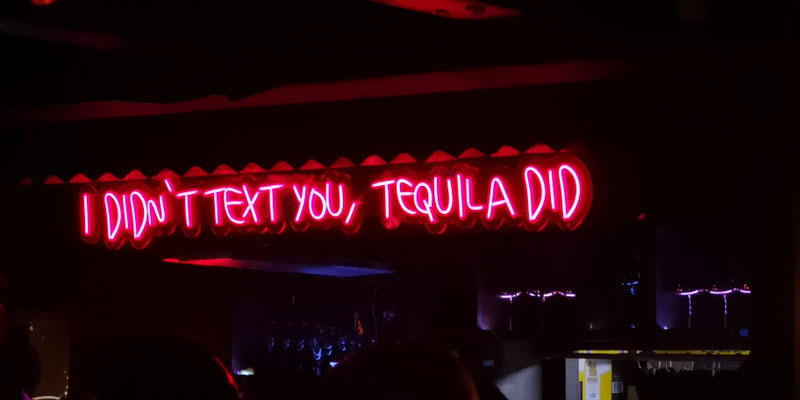 I DIDN'T TEXT YOU, TEQUILA DID